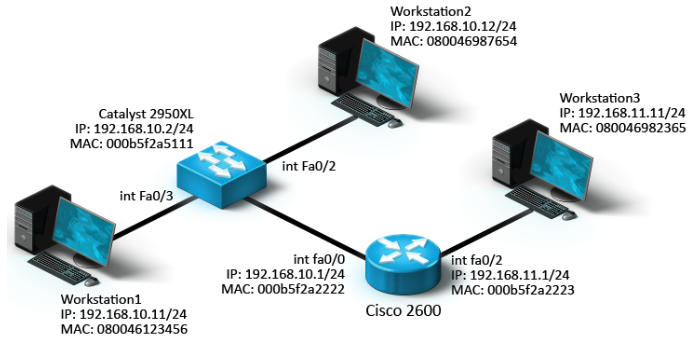 Workstation2
IP: 192.168.10.12/24
MAC: 080046987654
Catalyst 2950XL
IP: 192.168.10.2/24
MAC: 000b5f2a5111
Workstation3
IP: 192.168.11.11/24
MAC: 080046982365
int Fa0/2
int Fa0/3
int fa0/0
IP: 192.168.10.1/24
MAC: 000b5f2a2222
int fa0/2
IP: 192.168.11.1/24
MAC: 000b5f2a2223
Cisco 2600
Workstation1
IP: 192.168.10.11/24
MAC: 080046123456